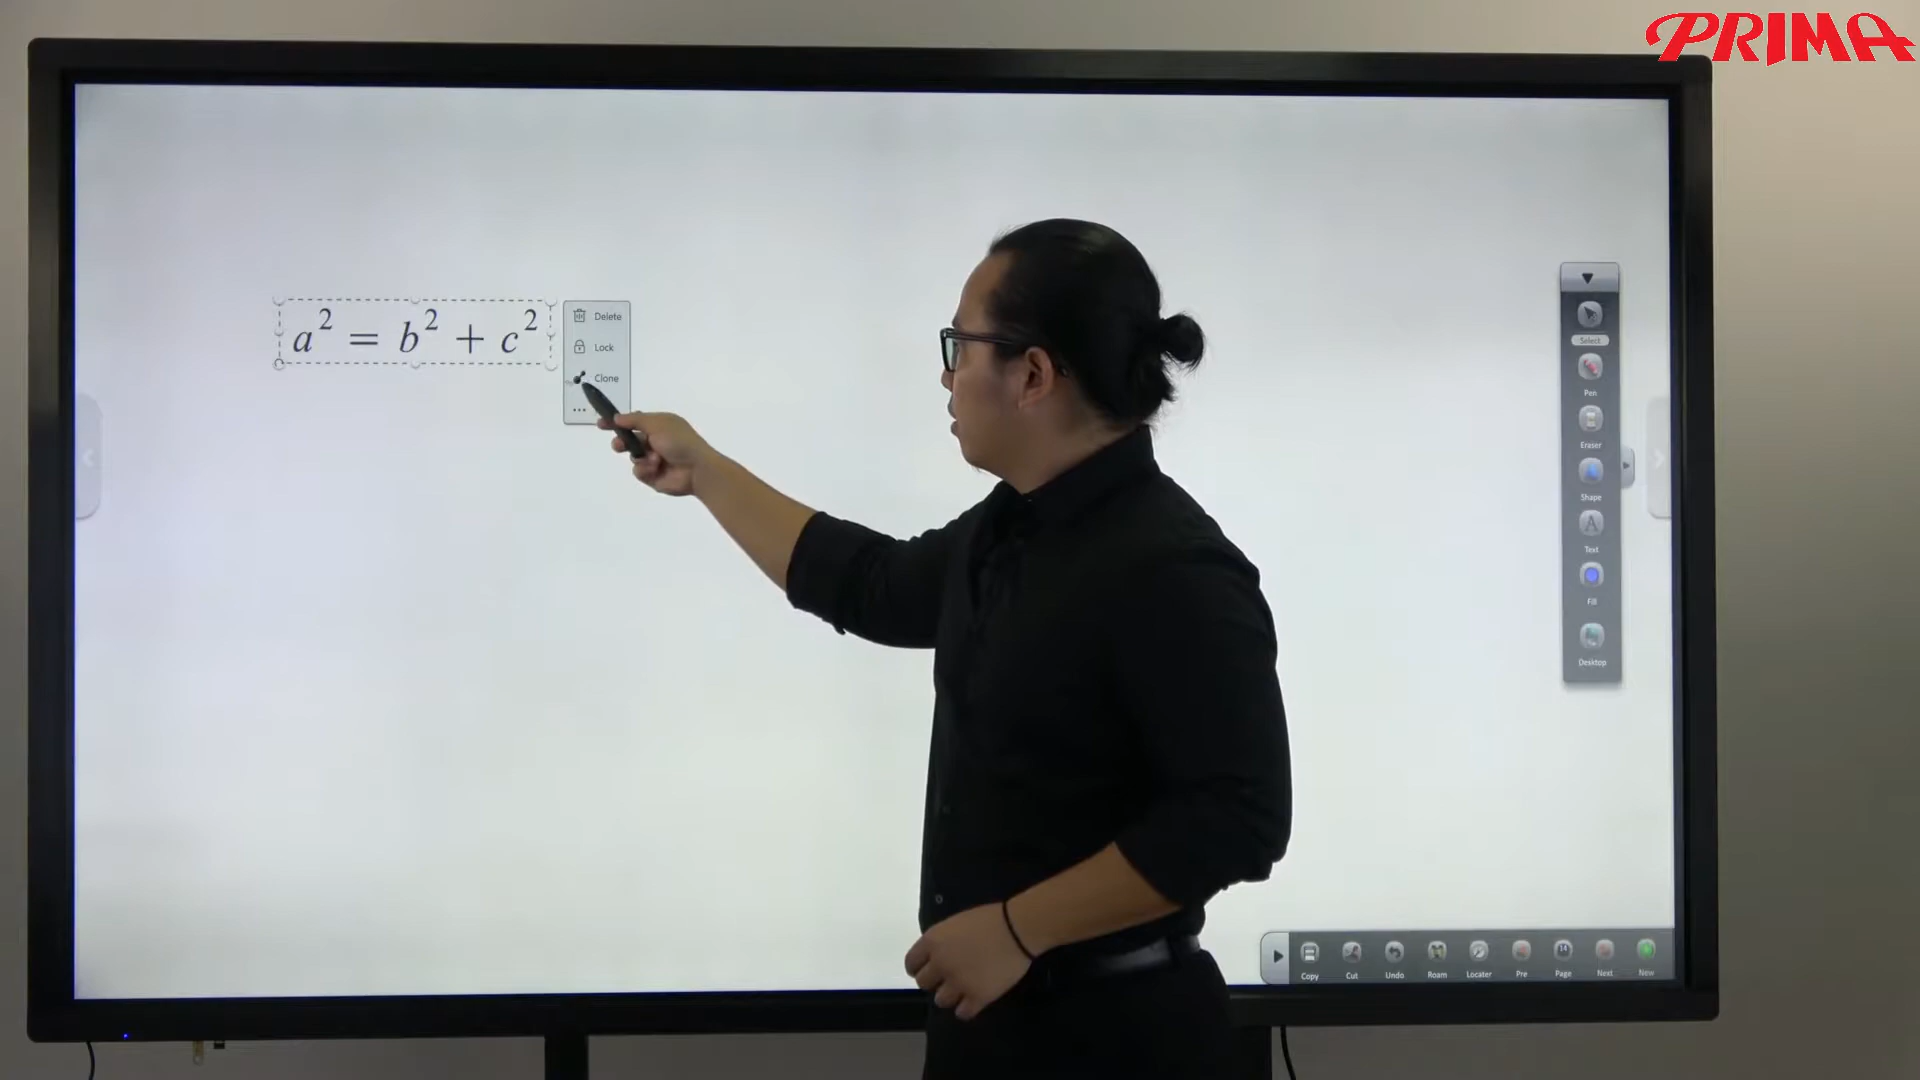 PRIMA
a² = b² + c²
Delete
Lock
Clone
...
Select
Pen
Eraser
Shape
A
Text
Fill
Desktop
14
Copy Cut Undo Roam Locater Pre Page Next New